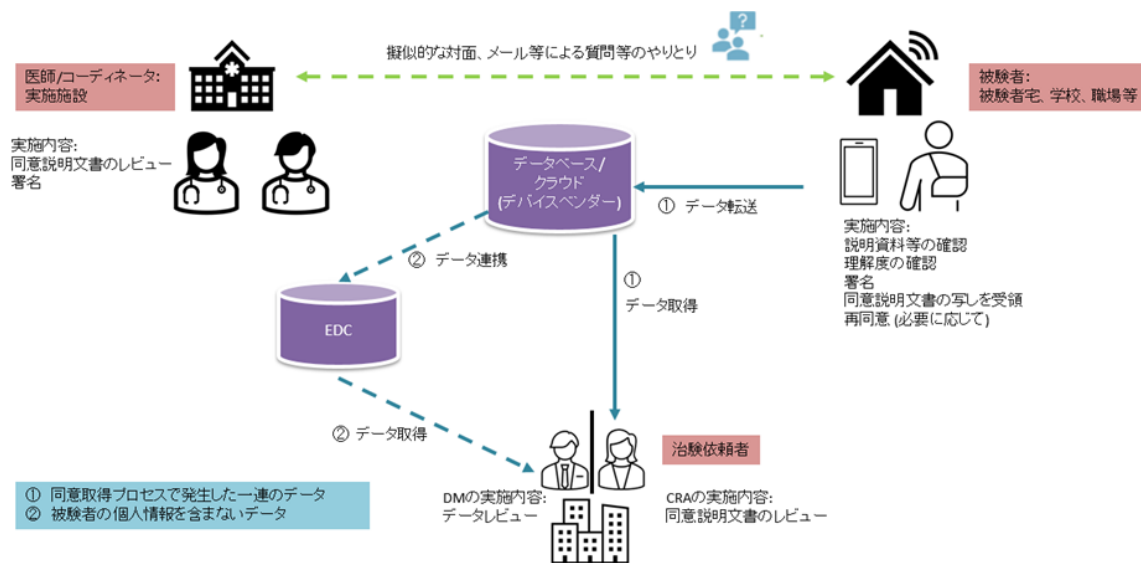 擬似的な対面、メール等による質問等のやりとり
?
医師/コーディネータ:
実施施設
被験者:
被験者宅、学校、職場等
実施内容:
同意説明文書のレビュー
署名
データベース/
クラウド
(デバイスベンダー)
① データ転送
実施内容:
説明資料等の確認
理解度の確認
署名
同意説明文書の写しを受領
再同意 (必要に応じて)
② データ連携
①
データ取得
EDC
② データ取得
治験依頼者
DMの実施内容:
データレビュー
CRAの実施内容:
同意説明文書のレビュー
① 同意取得プロセスで発生した一連のデータ
② 被験者の個人情報を含まないデータ